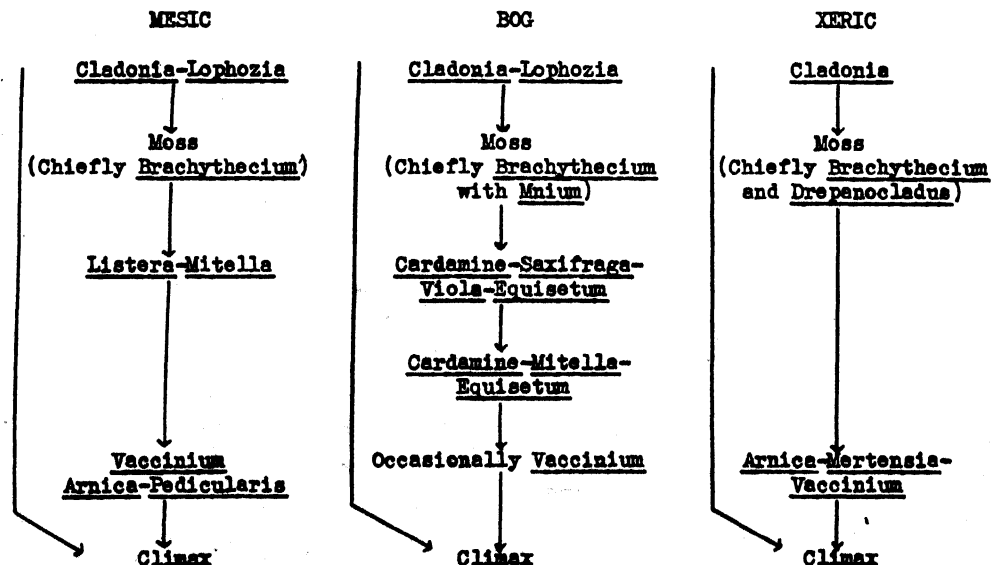 MESIC
Cladonia-Lophozia
Moss
(Chiefly Brachythecium)
Listera-Mitella
Vaccinium
Arnica-Pedicularis
Climax
BOG
Cladonia-Lophozia
Moss
(Chiefly Brachythecium
with Mnium)
Cardamine-Saxifraga-
Viola-Equisetum
Cardamine-Mitella-
Equisetum
Occasionally Vaccinium
Climax
XERIC
Cladonia
Moss
(Chiefly Brachythecium
and Drepanocladus)
Arnica-Mertensia-
Vaccinium
Climax